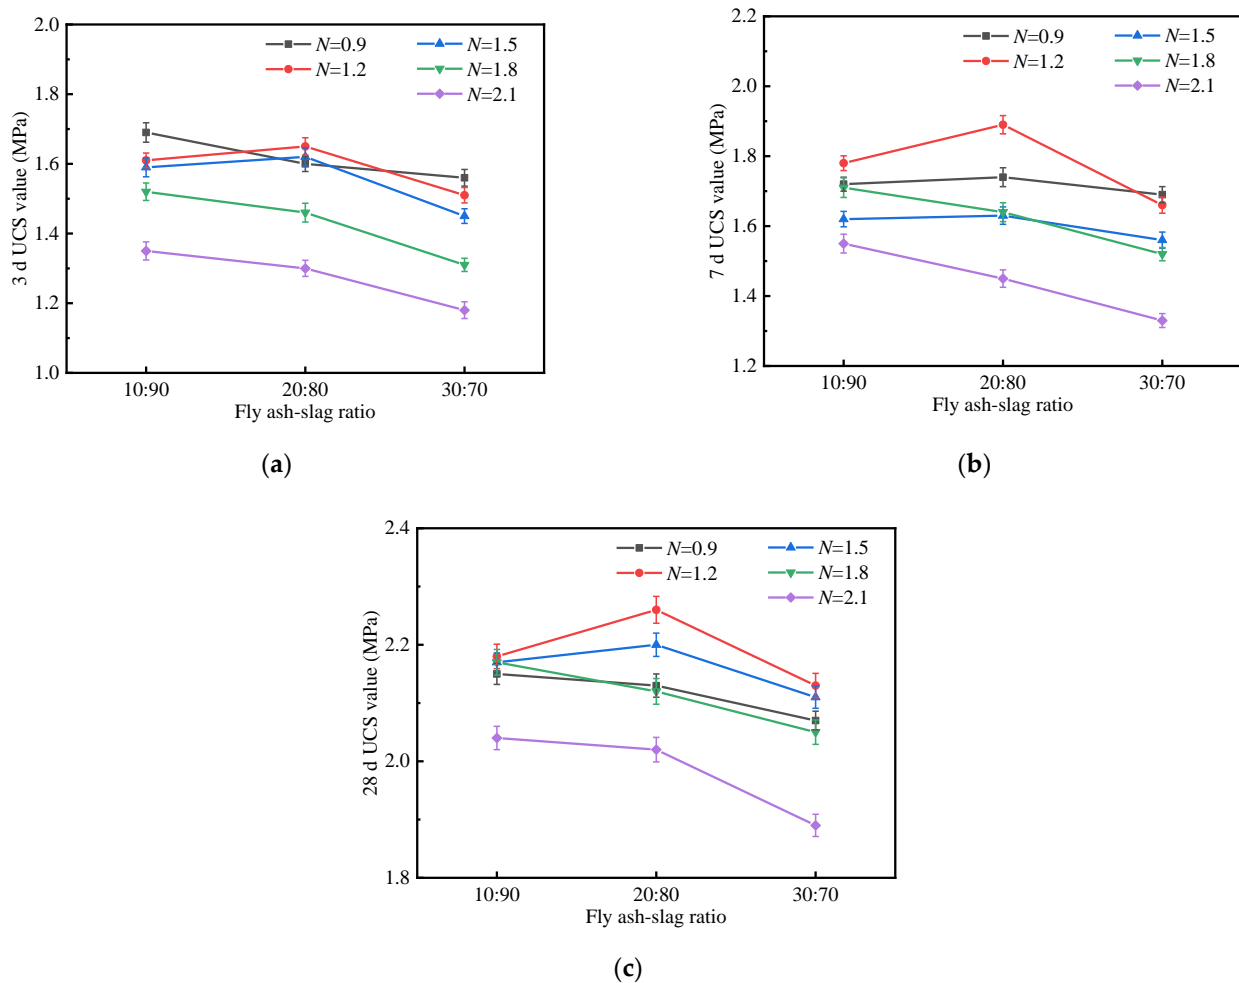 2.0
1.8
1.6
1.4
1.2
1.0
3 d UCS value (MPa)
N=0.9
N=1.2
N=1.5
N=1.8
N=2.1
10:90 20:80 30:70
Fly ash-slag ratio
(a)
2.2
2.0
1.8
1.6
1.4
1.2
7 d UCS value (MPa)
N=0.9
N=1.2
N=1.5
N=1.8
N=2.1
10:90 20:80 30:70
Fly ash-slag ratio
(b)
2.4
2.2
2.0
1.8
28 d UCS value (MPa)
N=0.9
N=1.2
N=1.5
N=1.8
N=2.1
10:90 20:80 30:70
Fly ash-slag ratio
(c)